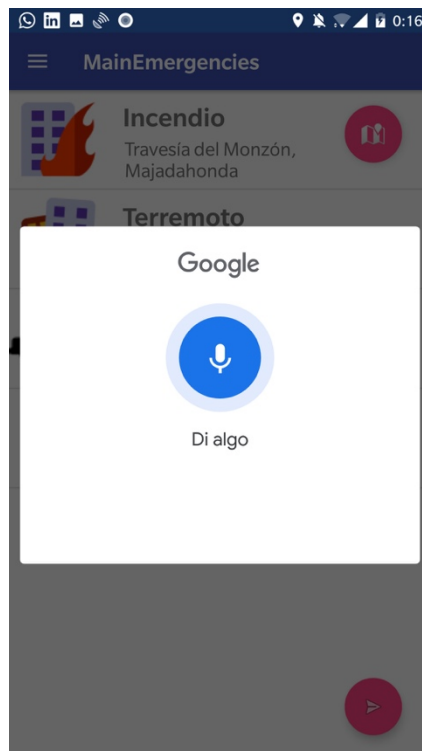 0:16
MainEmergencies
Incendio
Travesía del Monzón,
Majadahonda
Terremoto
Google
Di algo